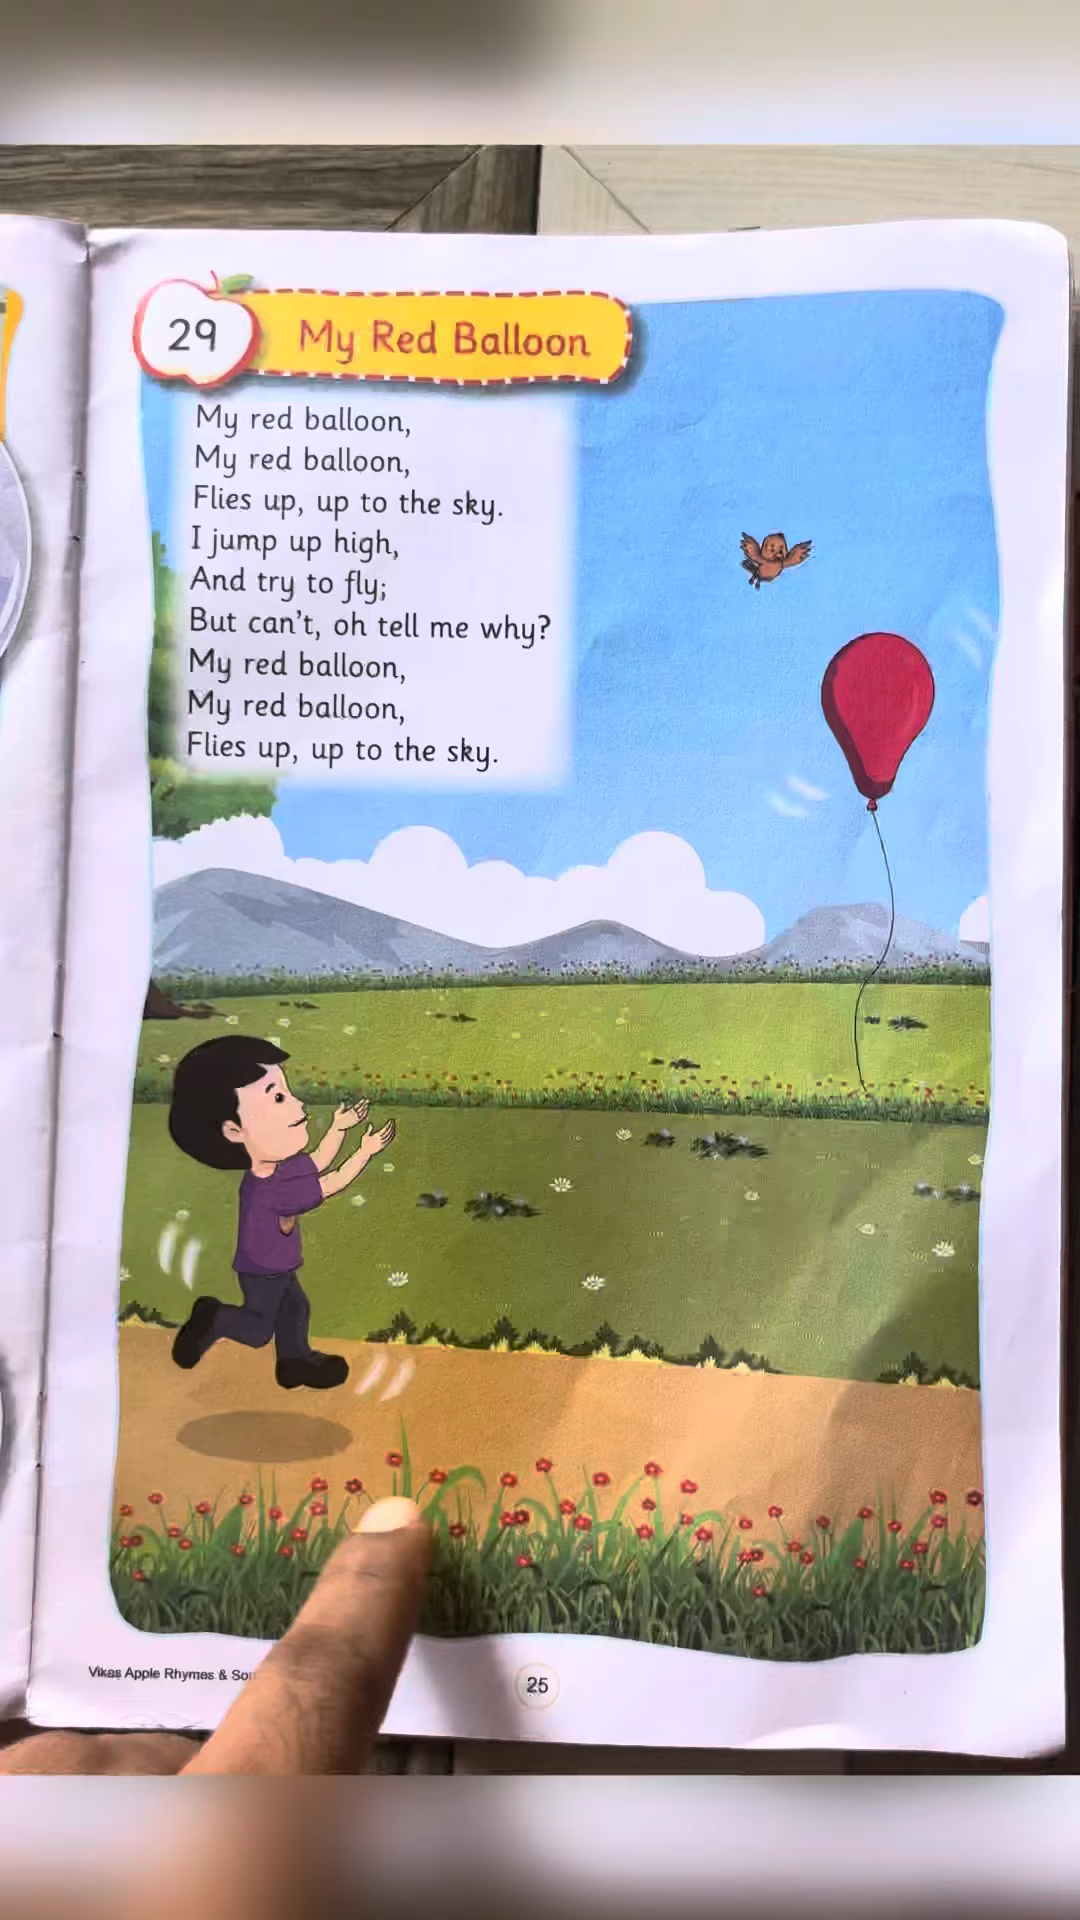 29
My Red Balloon
My red balloon,
My red balloon,
Flies up, up to the sky.
I jump up high,
And try to fly;
But can't, oh tell me why?
My red balloon,
My red balloon,
Flies up, up to the sky.
Vikas Apple Rhymes &
25